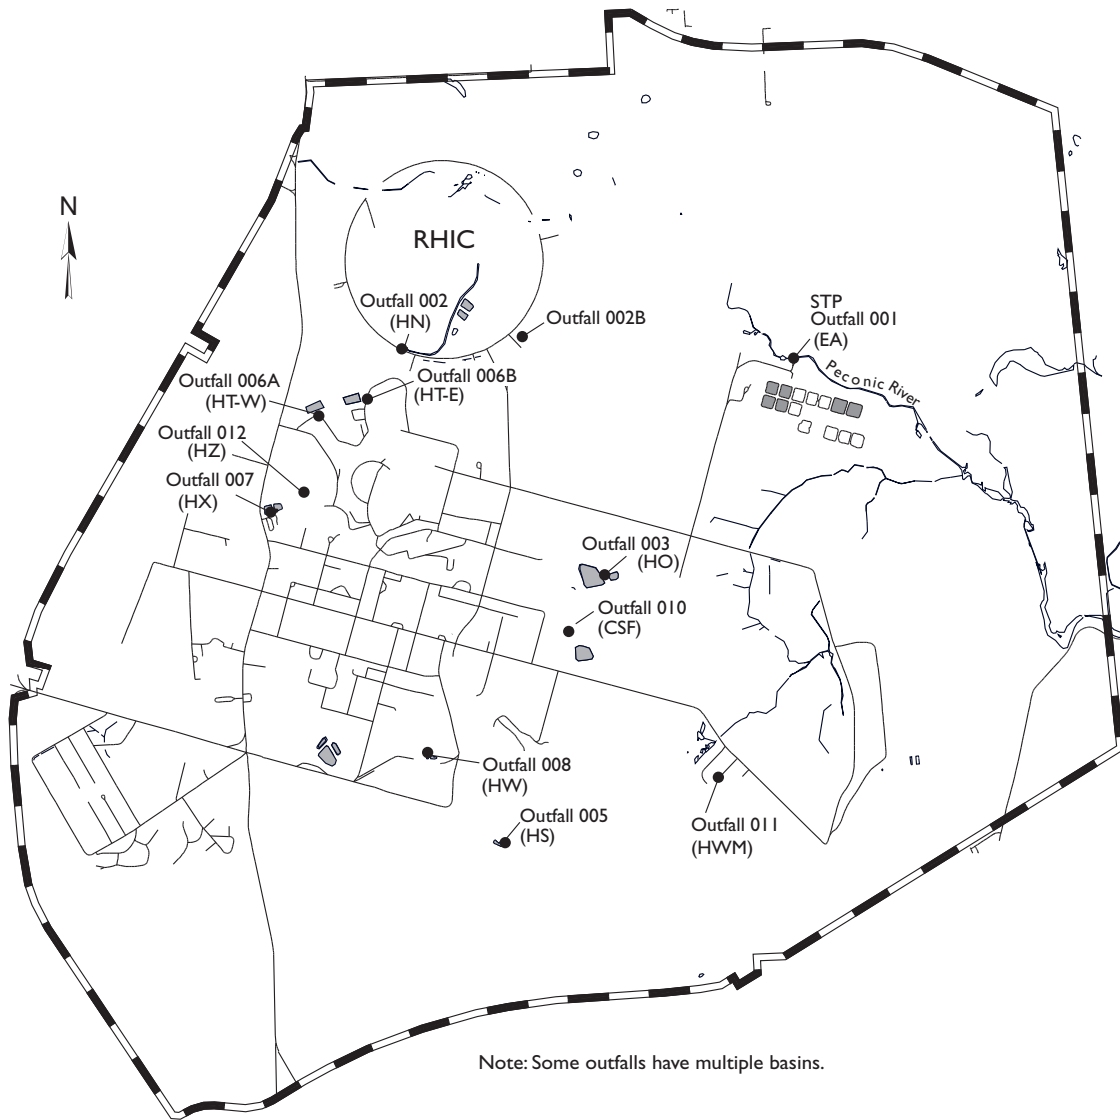 N
RHIC
Outfall 002
(HN)
Outfall 002B
STP
Outfall 001
(EA)
Peconic River
Outfall 006A
(HT-W)
Outfall 006B
(HT-E)
Outfall 012
(HZ)
Outfall 007
(HX)
Outfall 003
(HO)
Outfall 010
(CSF)
Outfall 008
(HW)
Outfall 005
(HS)
Outfall 011
(HWM)
Note: Some outfalls have multiple basins.